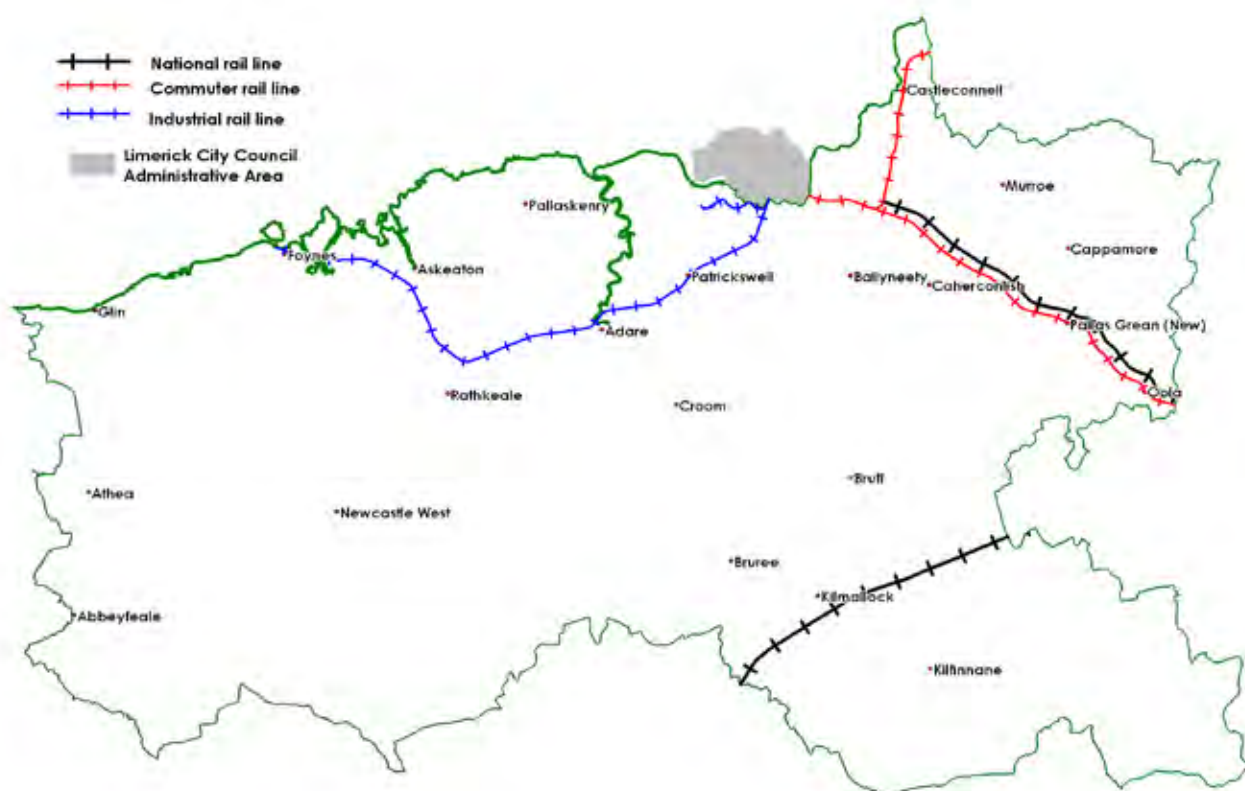 National rail line
Commuter rail line
Industrial rail line
Limerick City Council
Administrative Area
Castleconnell
Murroe
Pallaskenry
Cappamore
Foynes
Askeaton
Patrickswell
Ballyneety
Caherconlish
Glin
Adare
Pallas Grean (New)
Rathkeale
Croom
Oola
Athea
Newcastle West
Bruff
Bruree
Kilmallock
Abbeyfeale
Kilfinnane